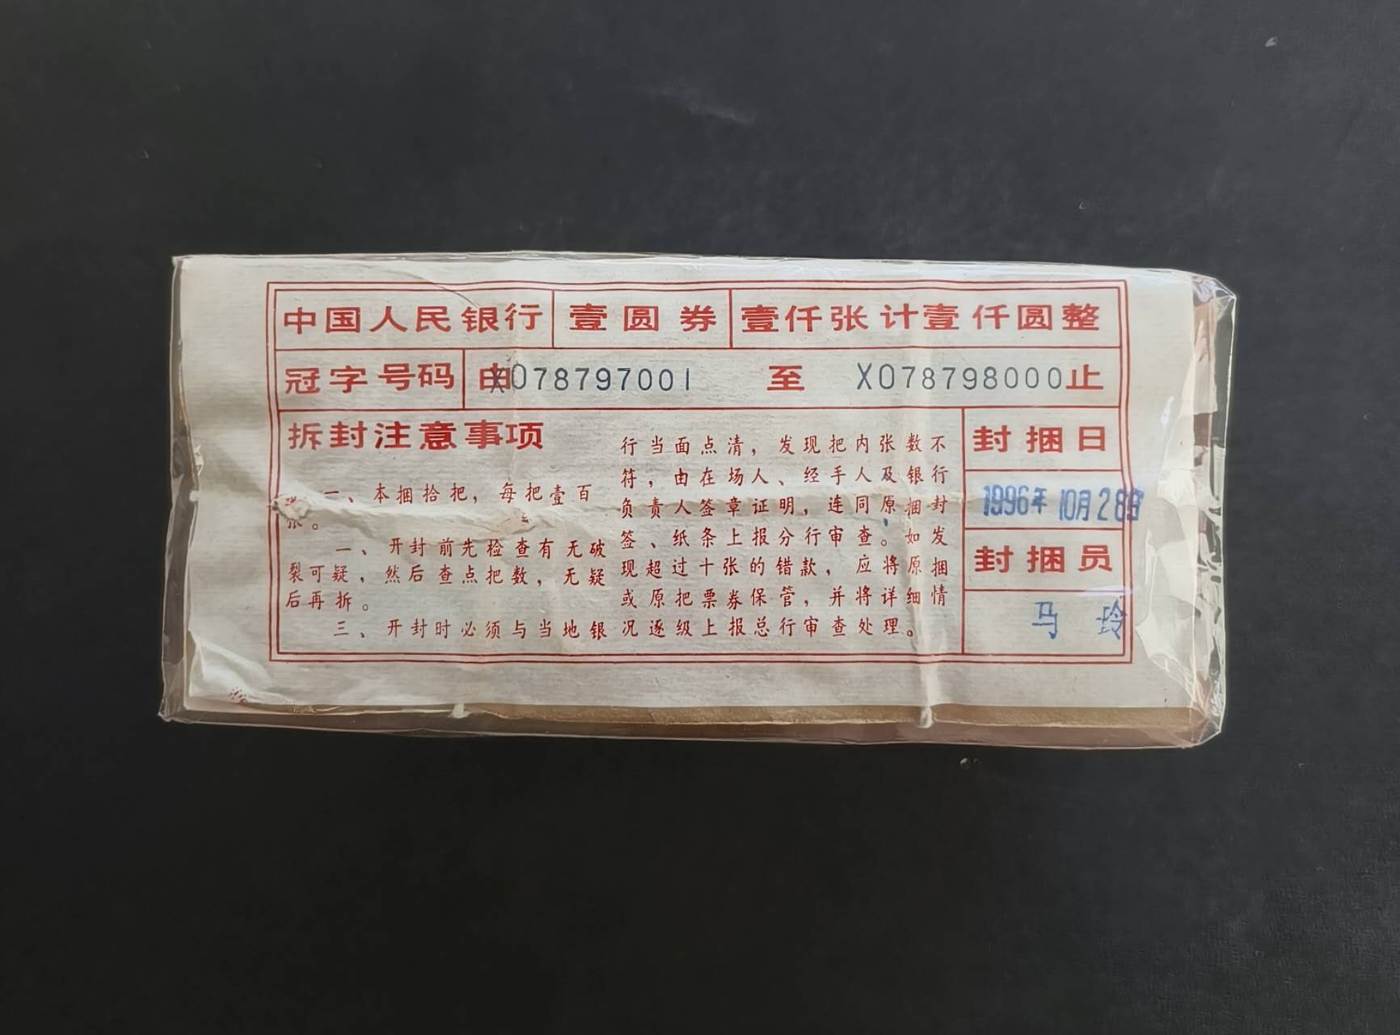 中国人民银行 壹圆券 壹仟张计壹仟圆整
冠字号码 由X078797001 至 X078798000止
拆封注意事项
一、本捆拾把，每把壹百
张。
二、开封前先检查有无破
裂可疑，然后查点把数，无疑
后再拆。
三、开封时必须与当地银
行当面点清，发现把内张数不
符，由在场人、经手人及银行
负责人签章证明，连同原捆封
签、纸条上报分行审查。如发
现超过十张的错款，应将原捆
或原把票券保管，并将详细情
况逐级上报总行审查处理。
封捆日
1996年10月28日
封捆员
马玲